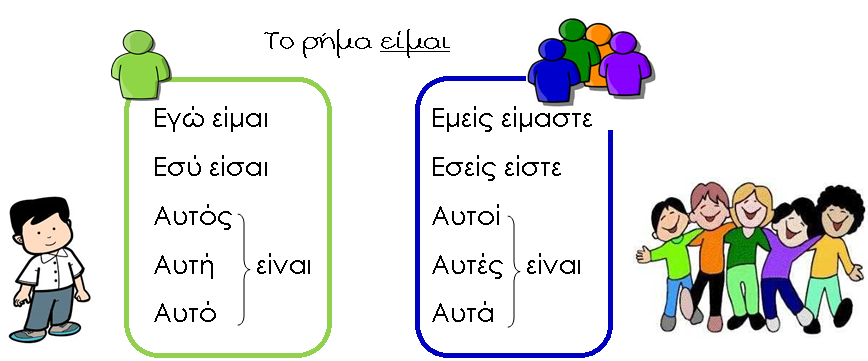 Το ρήμα είμαι
Εγώ είμαι
Εσύ είσαι
Αυτός
Αυτή
Αυτό
είναι
Εμείς είμαστε
Εσείς είστε
Αυτοί
Αυτές
Αυτά
είναι